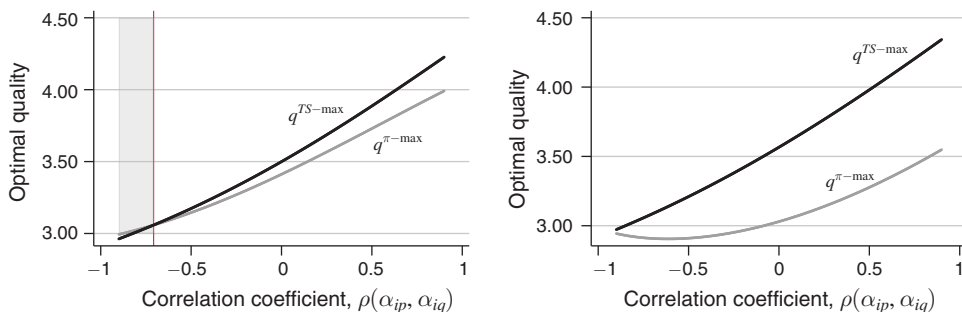 4.50
4.00
3.50
3.00
Optimal quality
q^{TS−max}
q^{π−max}
−1 −0.5 0 0.5 1
Correlation coefficient, ρ(α_{ip}, α_{iq})
4.50
4.00
3.50
3.00
Optimal quality
q^{TS−max}
q^{π−max}
−1 −0.5 0 0.5 1
Correlation coefficient, ρ(α_{ip}, α_{iq})